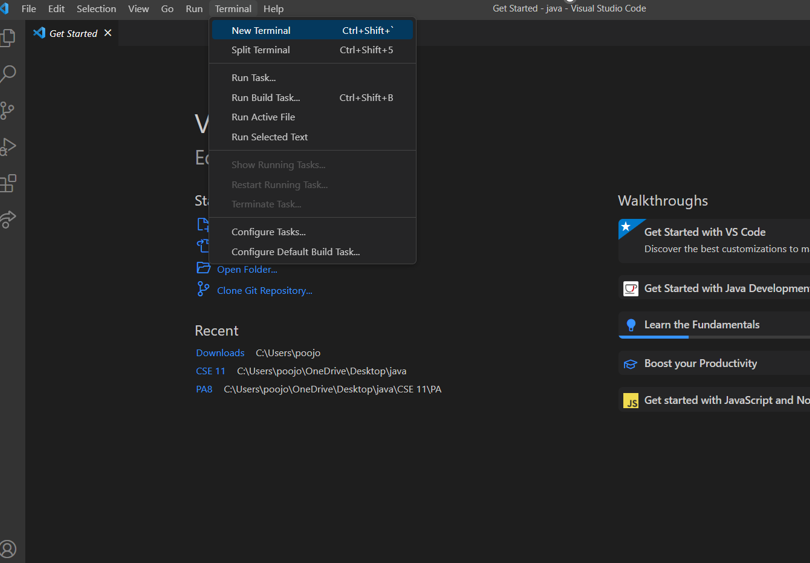 File Edit Selection View Go Run Terminal Help Get Started - java - Visual Studio Code
Get Started
New Terminal Ctrl+Shift+`
Split Terminal Ctrl+Shift+5
Run Task...
Run Build Task... Ctrl+Shift+B
Run Active File
Run Selected Text
Show Running Tasks...
Restart Running Task...
Terminate Task...
Configure Tasks...
Configure Default Build Task...
Open Folder...
Clone Git Repository...
Recent
Downloads C:\Users\poojo
CSE 11 C:\Users\poojo\OneDrive\Desktop\java
PA8 C:\Users\poojo\OneDrive\Desktop\java\CSE 11\PA
Walkthroughs
Get Started with VS Code
Discover the best customizations to
Get Started with Java
Learn the Fundamentals
Boost your Productivity
JS Get started with JavaScript and